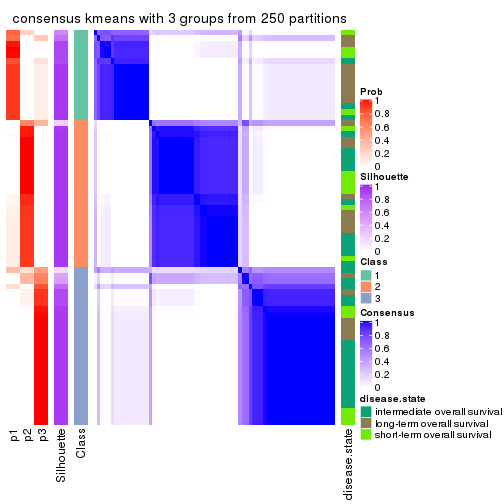 consensus kmeans with 3 groups from 250 partitions
Prob
1
0.8
0.6
0.4
0.2
0
Silhouette
1
0.8
0.6
0.4
0.2
0
Class
1
2
3
Consensus
1
0.8
0.6
0.4
0.2
0
disease.state
intermediate overall survival
long-term overall survival
short-term overall survival
p1
p2
p3
Silhouette
Class
disease.state